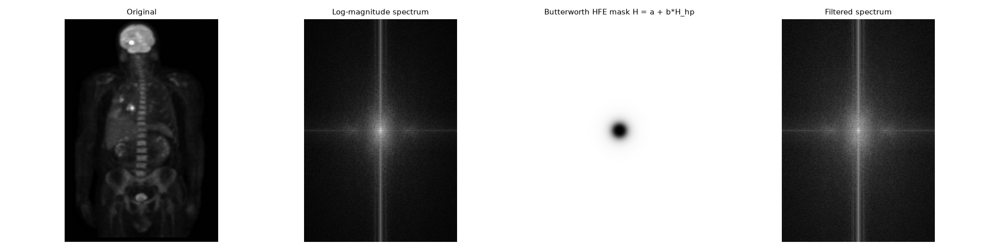 Original
Log-magnitude spectrum
Butterworth HFE mask H = a + b*H_hp
Filtered spectrum